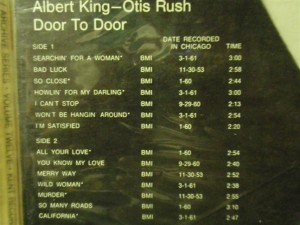 Albert King—Otis Rush
Door To Door
DATE RECORDED
SIDE 1 IN CHICAGO TIME
SEARCHIN' FOR A WOMAN* BMI 3-1-61 3:00
BAD LUCK BMI 11-30-53 2:58
SO CLOSE* BMI 1-60 2:44
HOWLIN' FOR MY DARLING* BMI 3-1-61 3:00
I CAN'T STOP BMI 9-29-60 2:13
WON'T BE HANGIN' AROUND* BMI 3-1-61 2:58
I'M SATISFIED BMI 1-60 2:20
SIDE 2
ALL YOUR LOVE* BMI 1-60 2:54
YOU KNOW MY LOVE BMI 9-29-60 2:40
MERRY WAY BMI 11-30-53 2:54
WILD WOMAN* BMI 3-1-61 2:38
MURDER* BMI 11-30-53 2:55
SO MANY ROADS BMI 1-60 3:10
CALIFORNIA* BMI 3-1-61 2:47